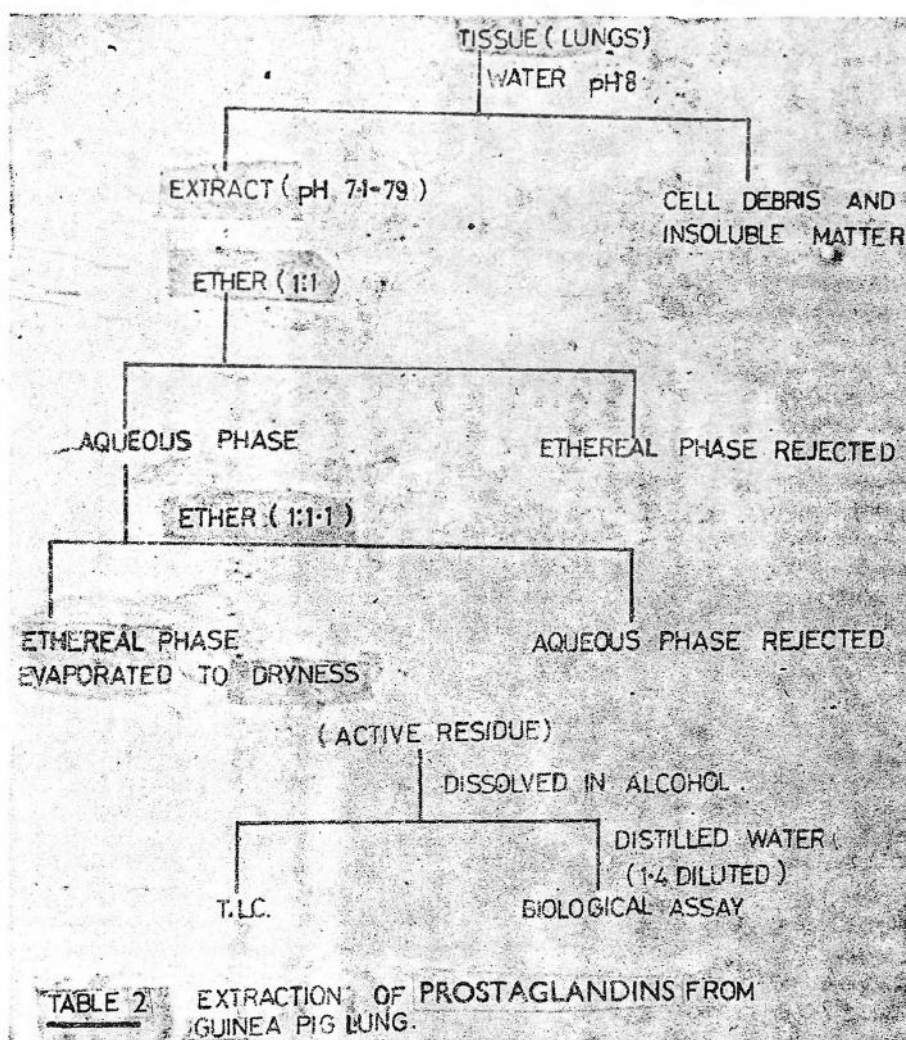 TISSUE (LUNGS)
WATER pH 8
EXTRACT (pH 7·1-79)
CELL DEBRIS AND
INSOLUBLE MATTER
ETHER (1:1)
AQUEOUS PHASE
ETHEREAL PHASE REJECTED
ETHER (1:1·1)
ETHEREAL PHASE
EVAPORATED TO DRYNESS
AQUEOUS PHASE REJECTED
(ACTIVE RESIDUE)
DISSOLVED IN ALCOHOL.
DISTILLED WATER
(1·4 DILUTED)
T.L.C.
BIOLOGICAL ASSAY
TABLE 2 EXTRACTION OF PROSTAGLANDINS FROM
GUINEA PIG LUNG.